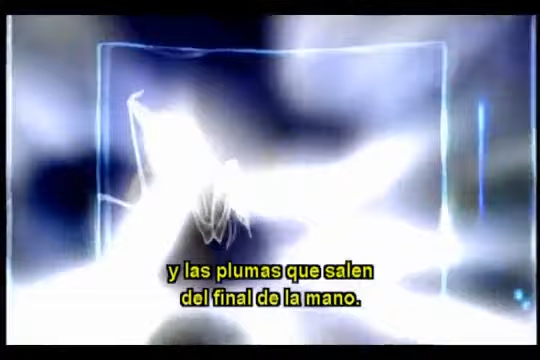 y las plumas que salen
del final de la mano.